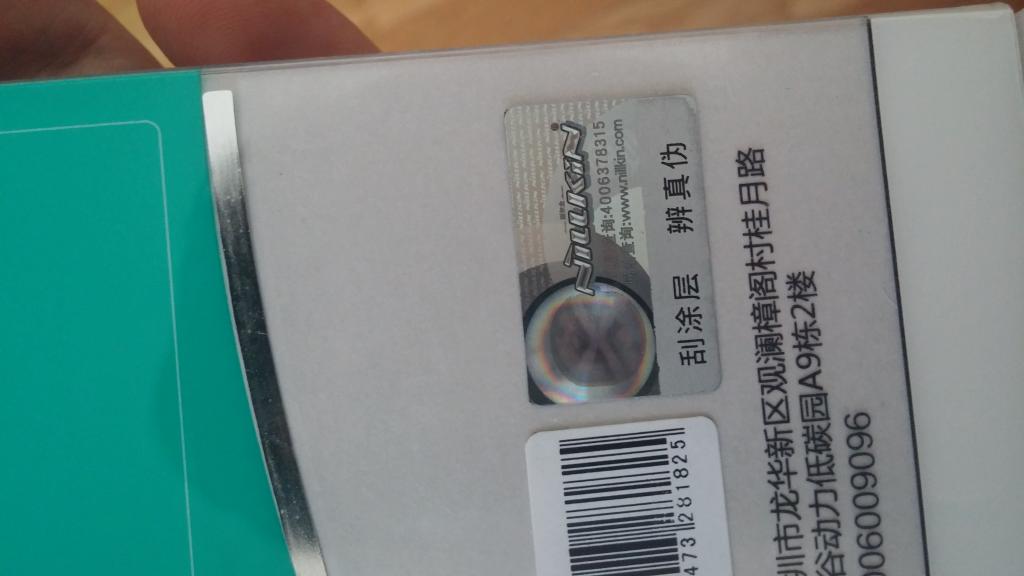 NILLKIN
询:4006378315
查询:www.nillkin.com
刮涂层 辨真伪
473 281825
圳市龙华新区观澜樟阁村桂月路
谷动力低碳园A9栋2楼
006009096